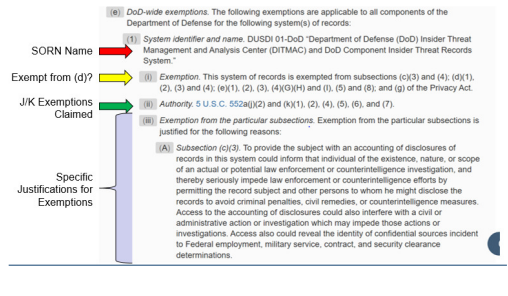 (e) DoD-wide exemptions. The following exemptions are applicable to all components of the
Department of Defense for the following system(s) of records:
SORN Name
(1) System identifier and name. DUSDI 01-DoD "Department of Defense (DoD) Insider Threat
Management and Analysis Center (DITMAC) and DoD Component Insider Threat Records
System."
Exempt from (d)?
(i) Exemption. This system of records is exempted from subsections (c)(3) and (4); (d)(1),
(2), (3) and (4); (e)(1), (2), (3), (4)(G)(H) and (I), (5) and (8); and (g) of the Privacy Act.
J/K Exemptions
Claimed
(ii) Authority. 5 U.S.C. 552a(j)(2) and (k)(1), (2), (4), (5), (6), and (7).
(iii) Exemption from the particular subsections. Exemption from the particular subsections is
justified for the following reasons:
Specific
Justifications for
Exemptions
(A) Subsection (c)(3). To provide the subject with an accounting of disclosures of
records in this system could inform that individual of the existence, nature, or scope
of an actual or potential law enforcement or counterintelligence investigation, and
thereby seriously impede law enforcement or counterintelligence efforts by
permitting the record subject and other persons to whom he might disclose the
records to avoid criminal penalties, civil remedies, or counterintelligence measures.
Access to the accounting of disclosures could also interfere with a civil or
administrative action or investigation which may impede those actions or
investigations. Access also could reveal the identity of confidential sources incident
to Federal employment, military service, contract, and security clearance
determinations.